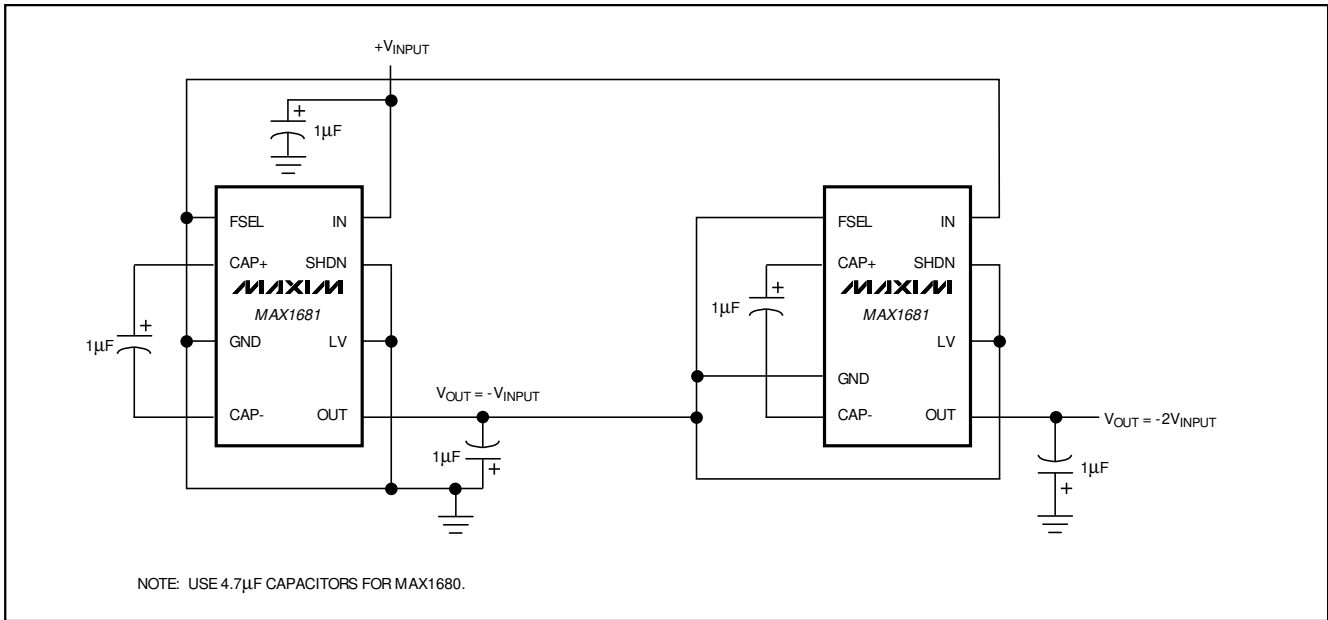 +VINPUT
+
1µF
FSEL IN
CAP+ SHDN
MAXIM
MAX1681
GND LV
CAP- OUT
+
1µF
VOUT = -VINPUT
1µF
+
FSEL IN
CAP+ SHDN
MAXIM
MAX1681
LV
GND
CAP- OUT
+
1µF
VOUT = -2VINPUT
1µF
+
NOTE: USE 4.7µF CAPACITORS FOR MAX1680.